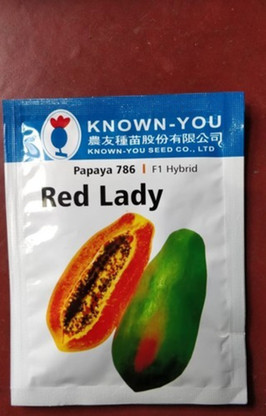 KNOWN-YOU
農友種苗股份有限公司
KNOWN-YOU SEED CO., LTD
Papaya 786 | F1 Hybrid
Red Lady